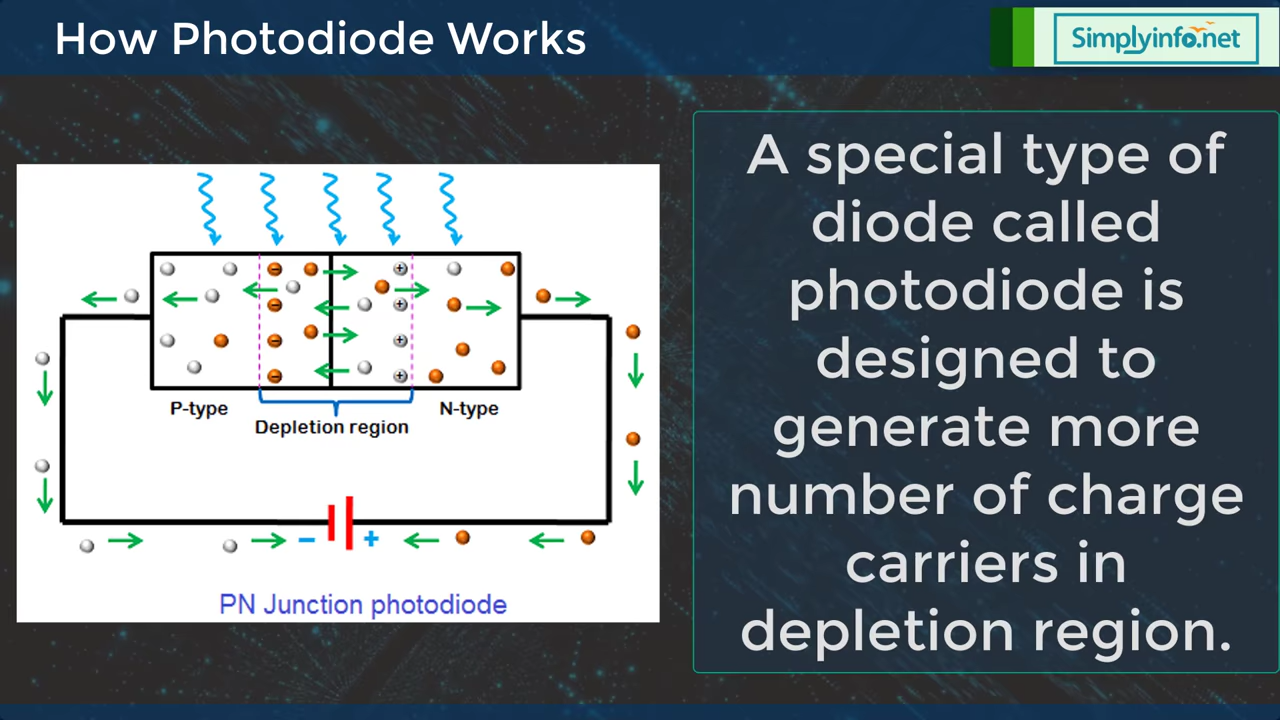 How Photodiode Works
Simplyinfo.net
A special type of
diode called
photodiode is
designed to
generate more
number of charge
carriers in
depletion region.
P-type
Depletion region
N-type
− +
PN Junction photodiode